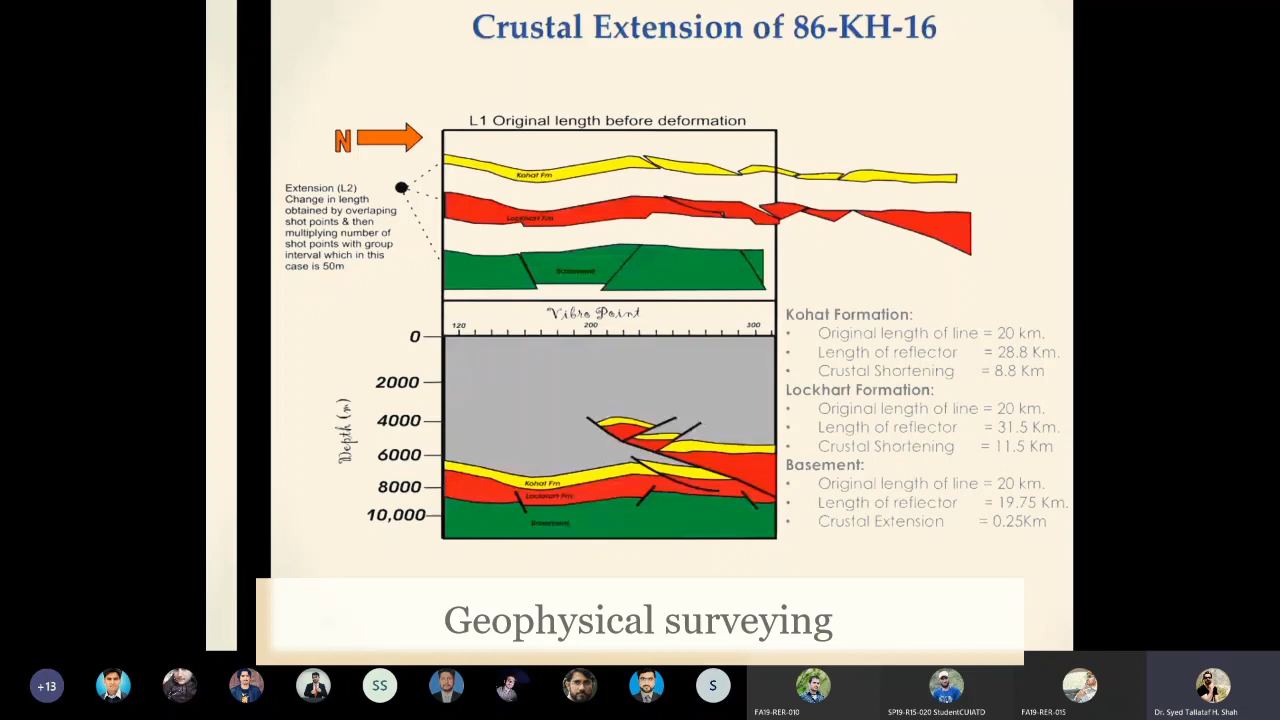 Crustal Extension of 86-KH-16
L1 Original length before deformation
N
Extension (L2)
Change in length
obtained by overlaping
shot points & then
multiplying number of
shot points with group
interval which in this
case is 50m
Kohat Fm
Lockhart Fm
Basement
Vibro Point
120 200 300
0
2000
4000
6000
8000
10,000
Depth (m)
Kohat Fm
Lockhart Fm
Basement
Kohat Formation:
• Original length of line = 20 km.
• Length of reflector = 28.8 Km.
• Crustal Shortening = 8.8 Km
Lockhart Formation:
• Original length of line = 20 km.
• Length of reflector = 31.5 Km.
• Crustal Shortening = 11.5 Km
Basement:
• Original length of line = 20 km.
• Length of reflector = 19.75 Km.
• Crustal Extension = 0.25Km
Geophysical surveying
+13
SS
S
FA19-RER-010
SP19-R15-020 StudentCUIATD
FA19-RER-015
Dr. Syed Tallataf H. Shah